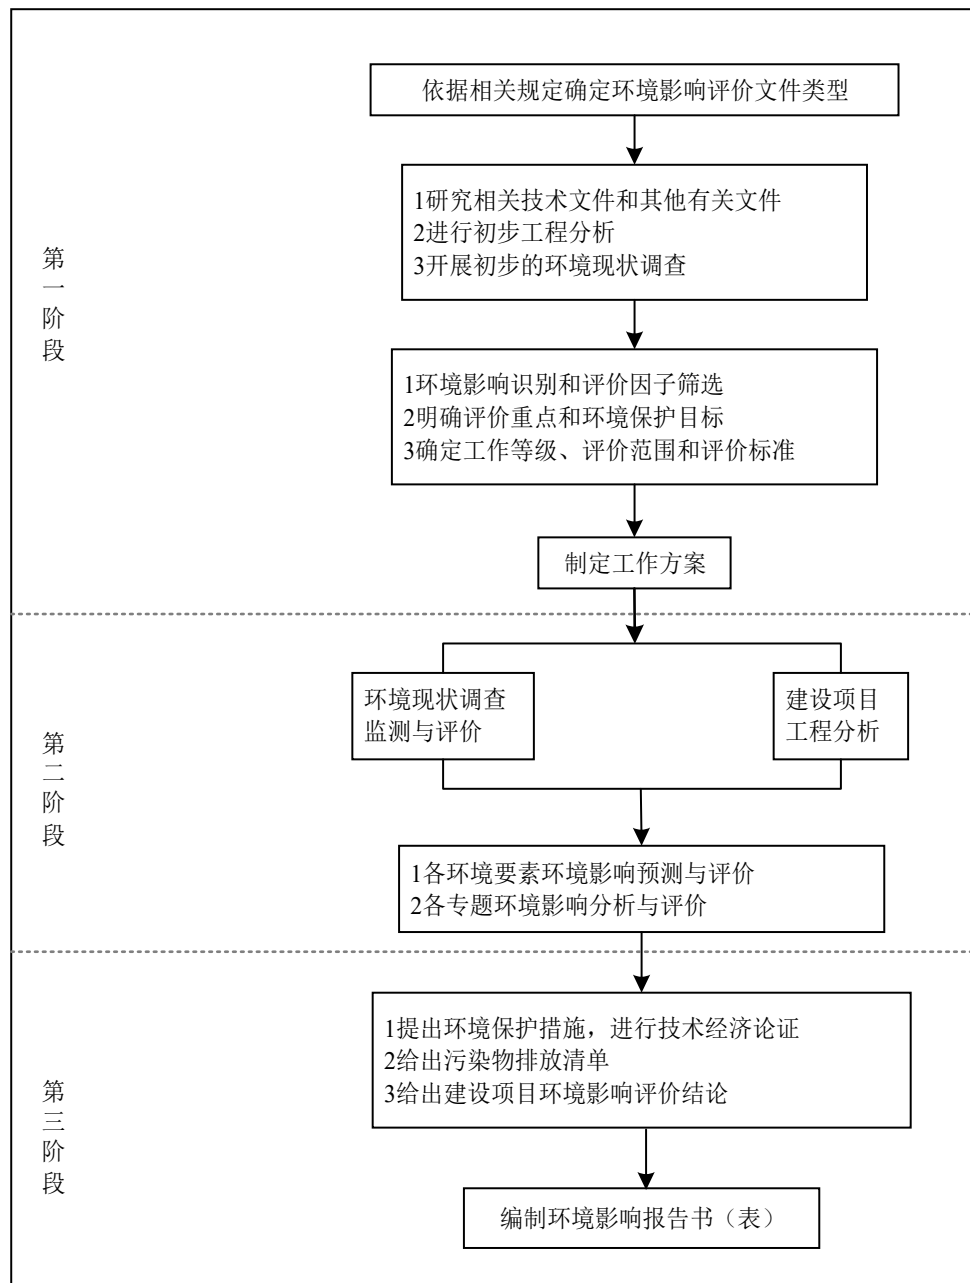 依据相关规定确定环境影响评价文件类型
1研究相关技术文件和其他有关文件
2进行初步工程分析
3开展初步的环境现状调查
第一阶段
1环境影响识别和评价因子筛选
2明确评价重点和环境保护目标
3确定工作等级、评价范围和评价标准
制定工作方案
环境现状调查
监测与评价
建设项目
工程分析
第二阶段
1各环境要素环境影响预测与评价
2各专题环境影响分析与评价
1提出环境保护措施，进行技术经济论证
2给出污染物排放清单
3给出建设项目环境影响评价结论
第三阶段
编制环境影响报告书（表）